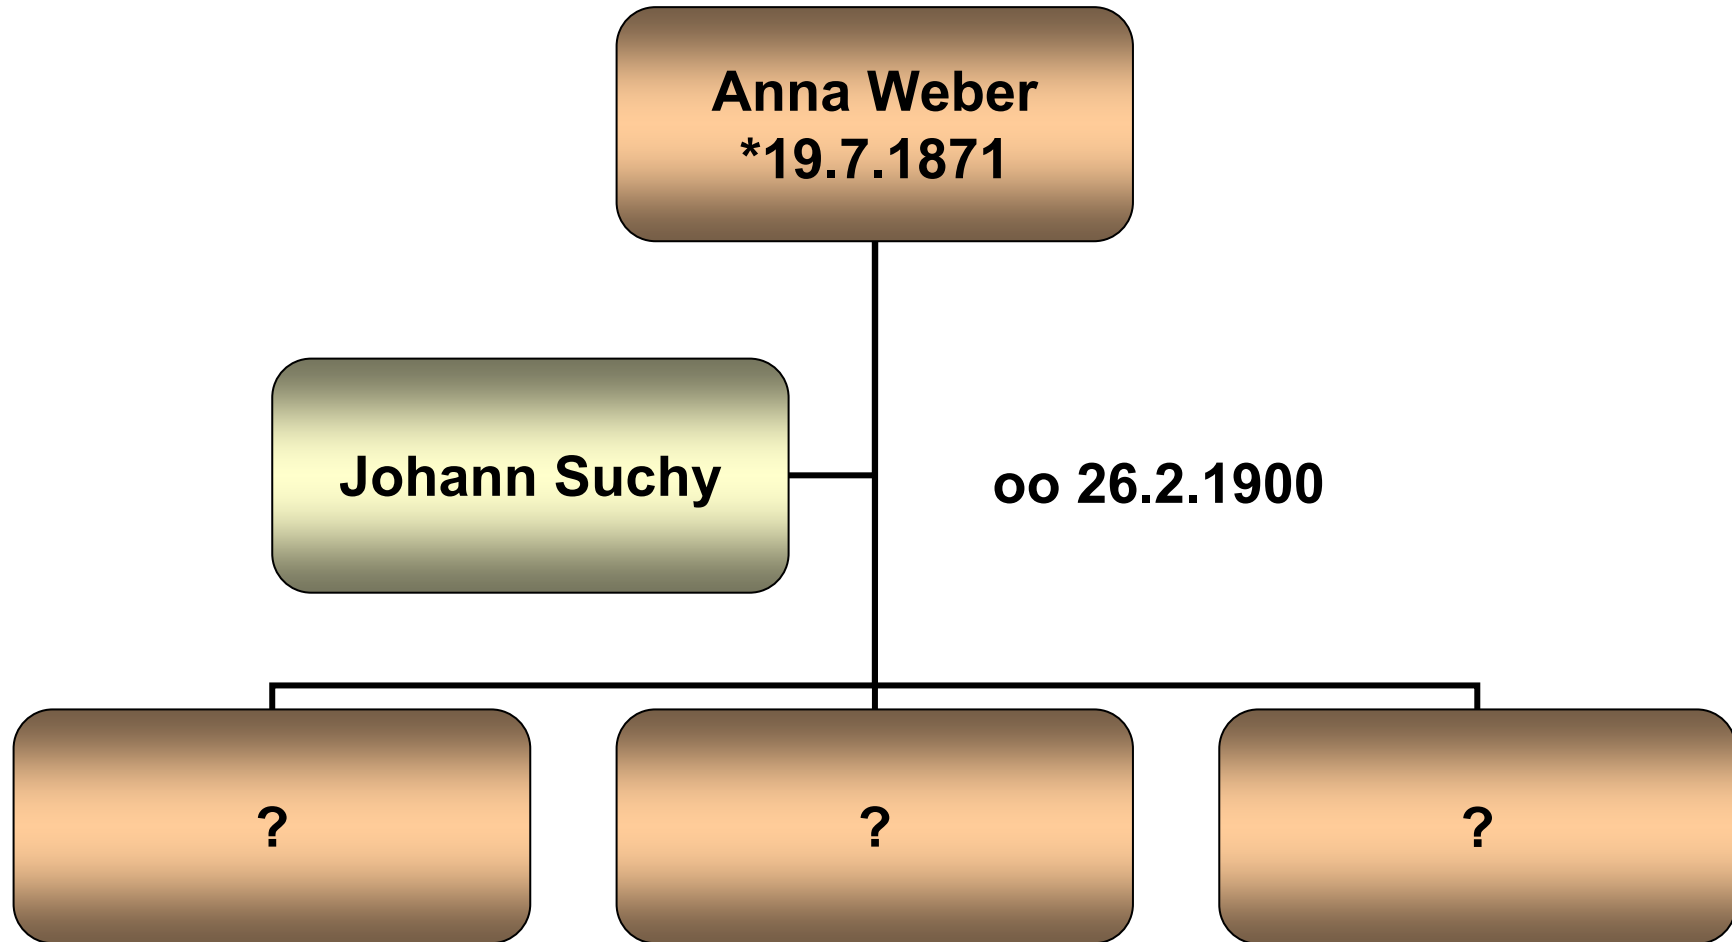 Anna Weber
*19.7.1871
Johann Suchy
oo 26.2.1900
?
?
?